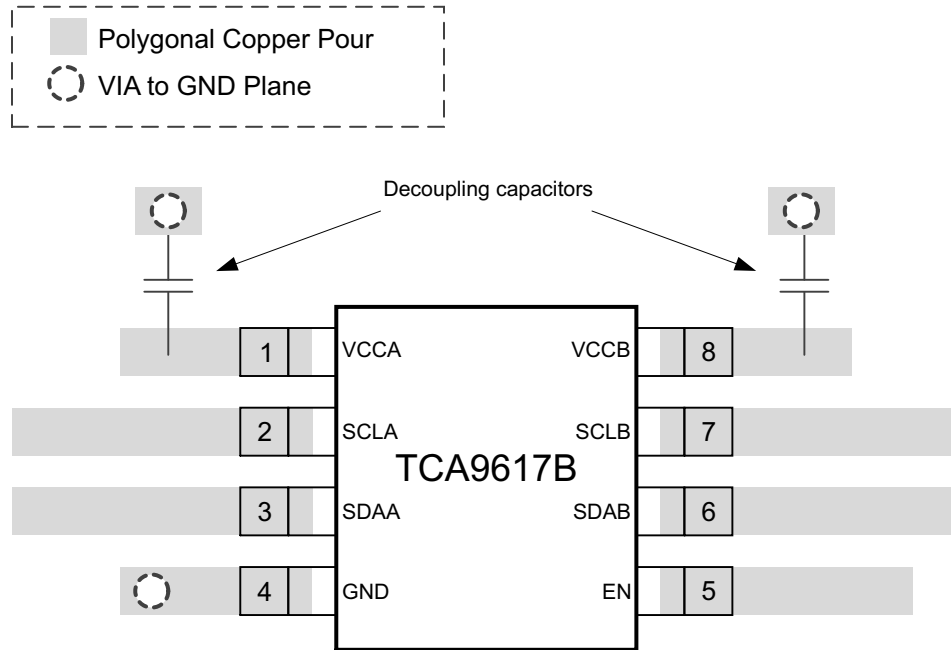 Polygonal Copper Pour
VIA to GND Plane
Decoupling capacitors
1 VCCA VCCB 8
2 SCLA SCLB 7
TCA9617B
3 SDAA SDAB 6
4 GND EN 5